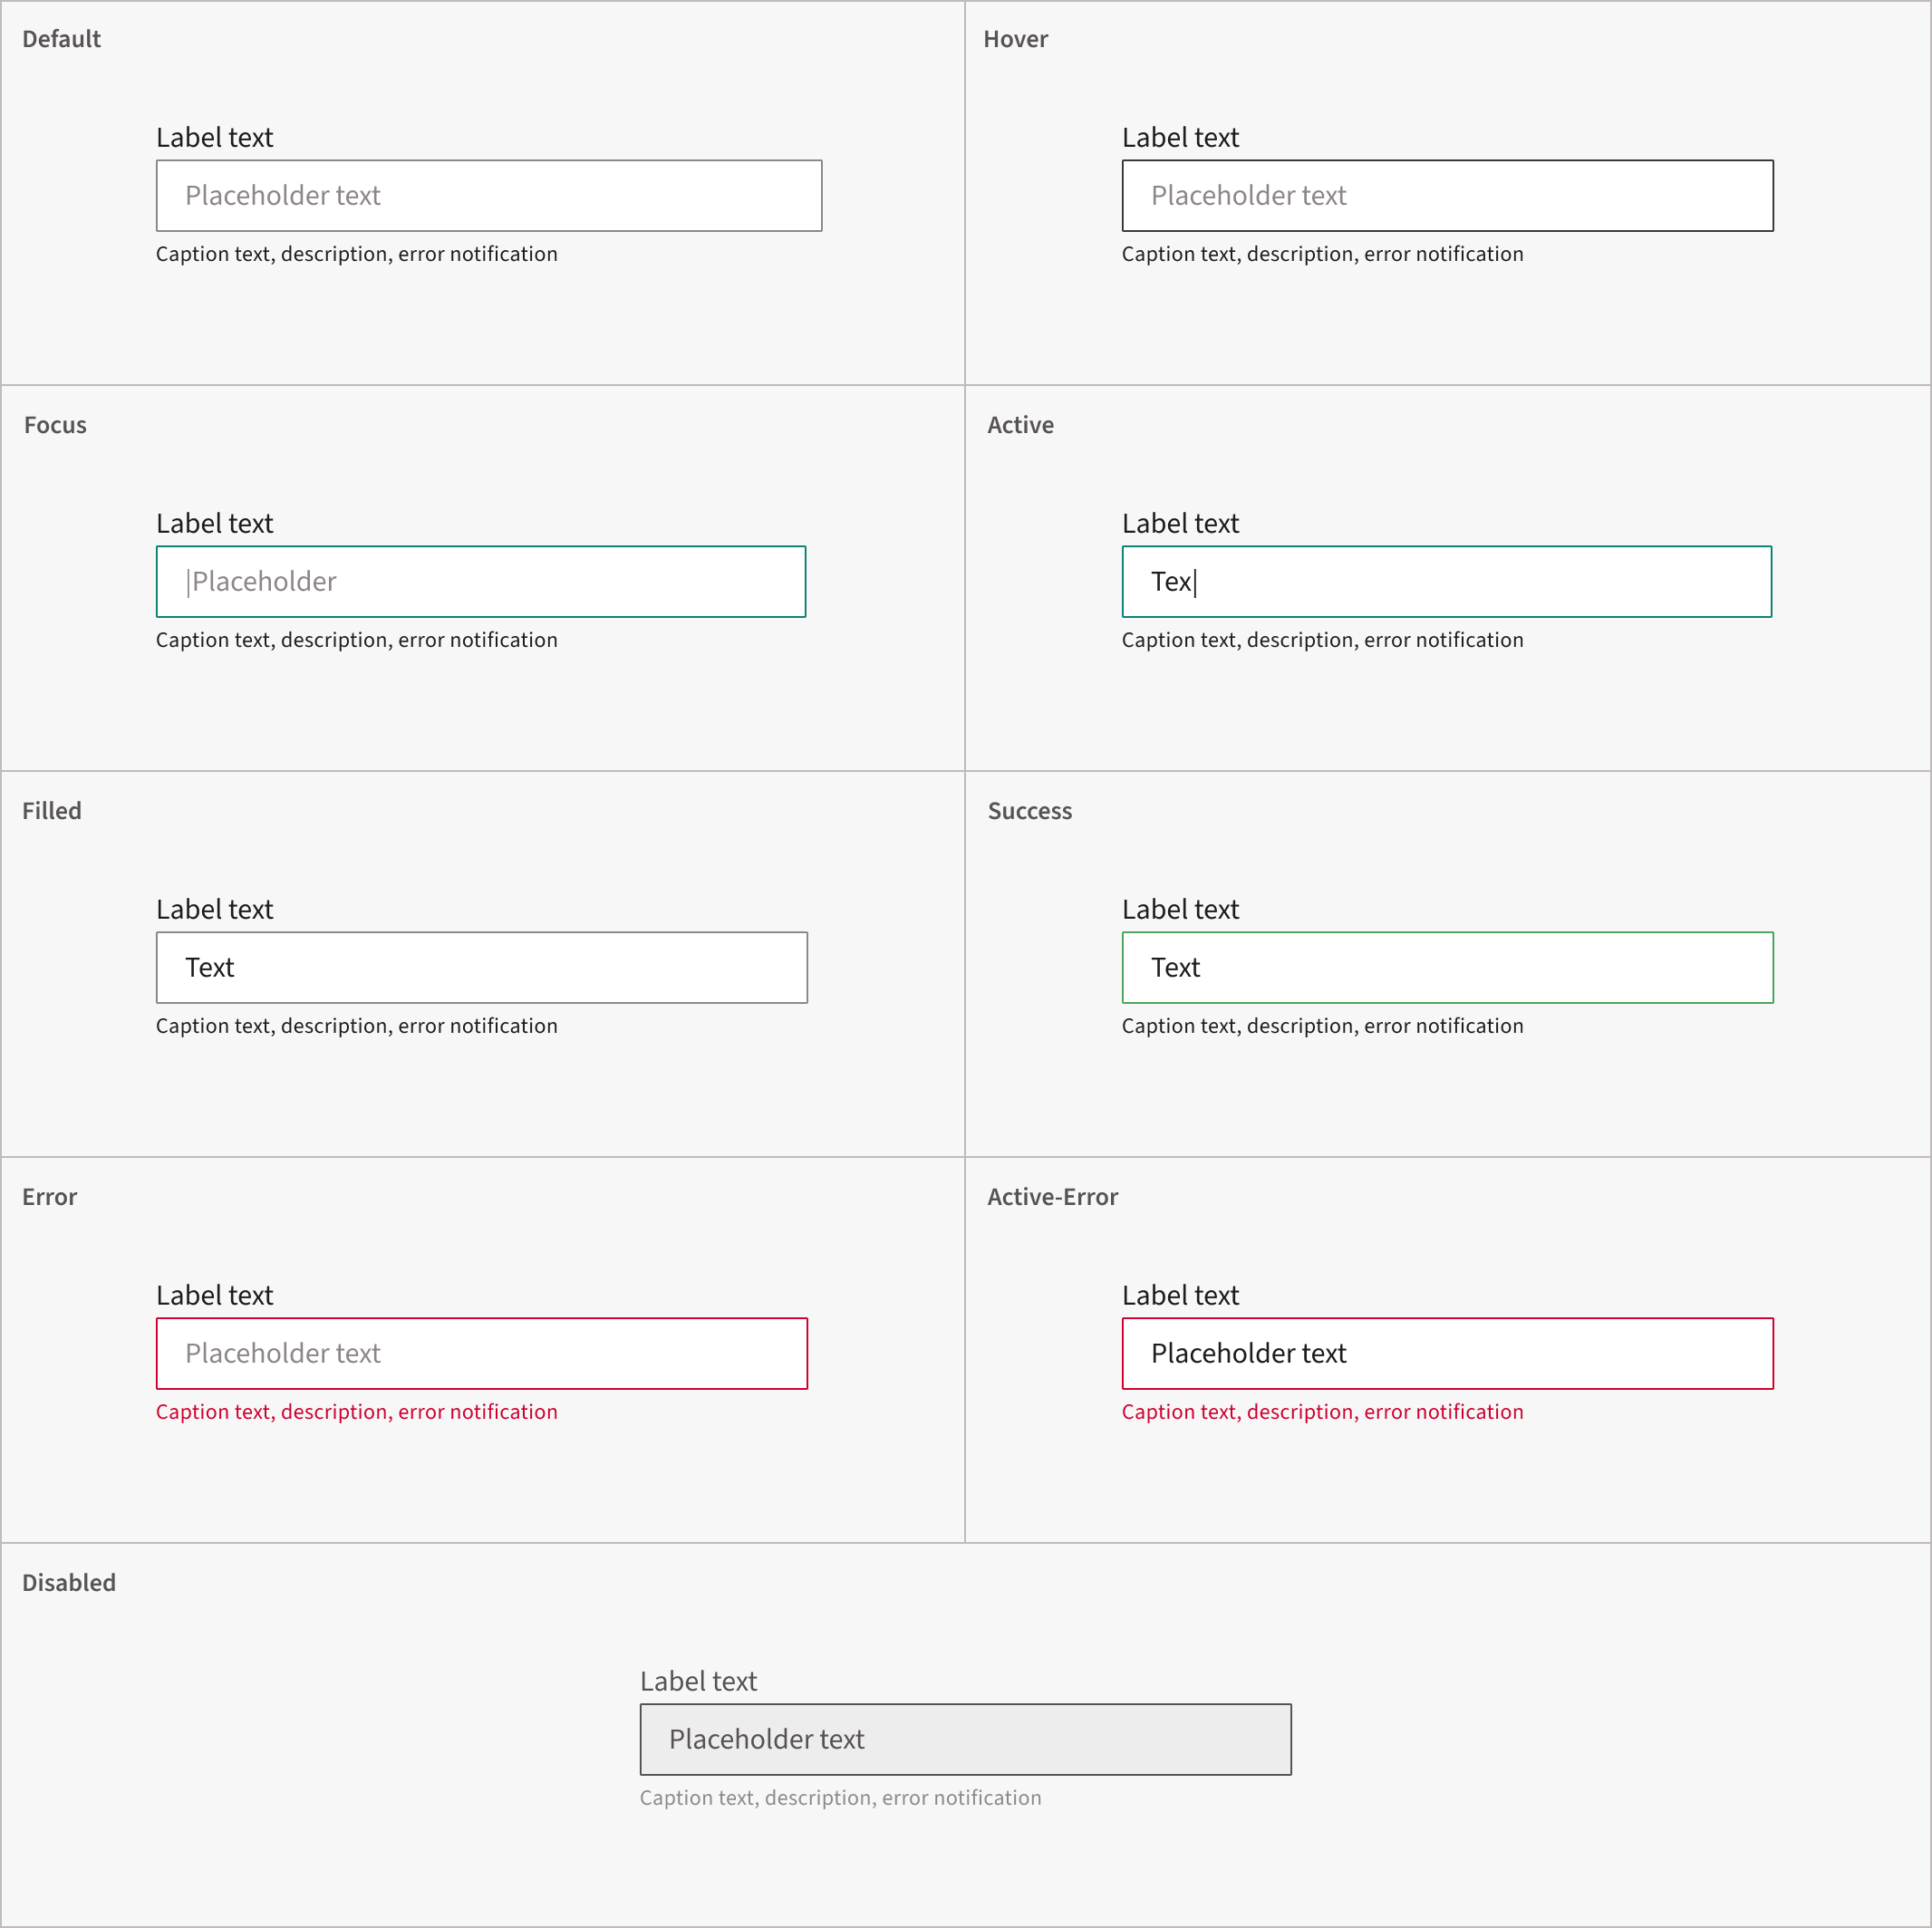 Default
Label text
Placeholder text
Caption text, description, error notification
Hover
Label text
Placeholder text
Caption text, description, error notification
Focus
Label text
|Placeholder
Caption text, description, error notification
Active
Label text
Tex|
Caption text, description, error notification
Filled
Label text
Text
Caption text, description, error notification
Success
Label text
Text
Caption text, description, error notification
Error
Label text
Placeholder text
Caption text, description, error notification
Active-Error
Label text
Placeholder text
Caption text, description, error notification
Disabled
Label text
Placeholder text
Caption text, description, error notification